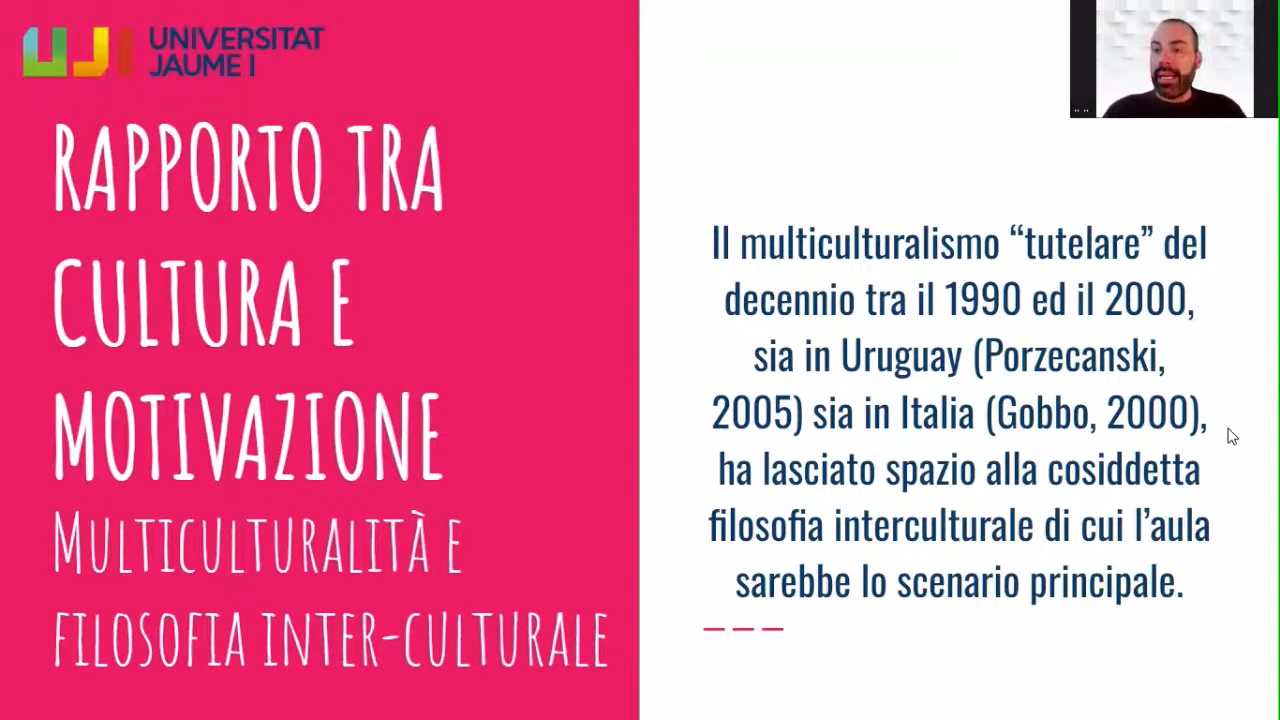 UJI UNIVERSITAT
JAUME I
RAPPORTO TRA
CULTURA E
MOTIVAZIONE
MULTICULTURALITÀ E
FILOSOFIA INTER-CULTURALE
Il multiculturalismo “tutelare” del
decennio tra il 1990 ed il 2000,
sia in Uruguay (Porzecanski,
2005) sia in Italia (Gobbo, 2000),
ha lasciato spazio alla cosiddetta
filosofia interculturale di cui l’aula
sarebbe lo scenario principale.